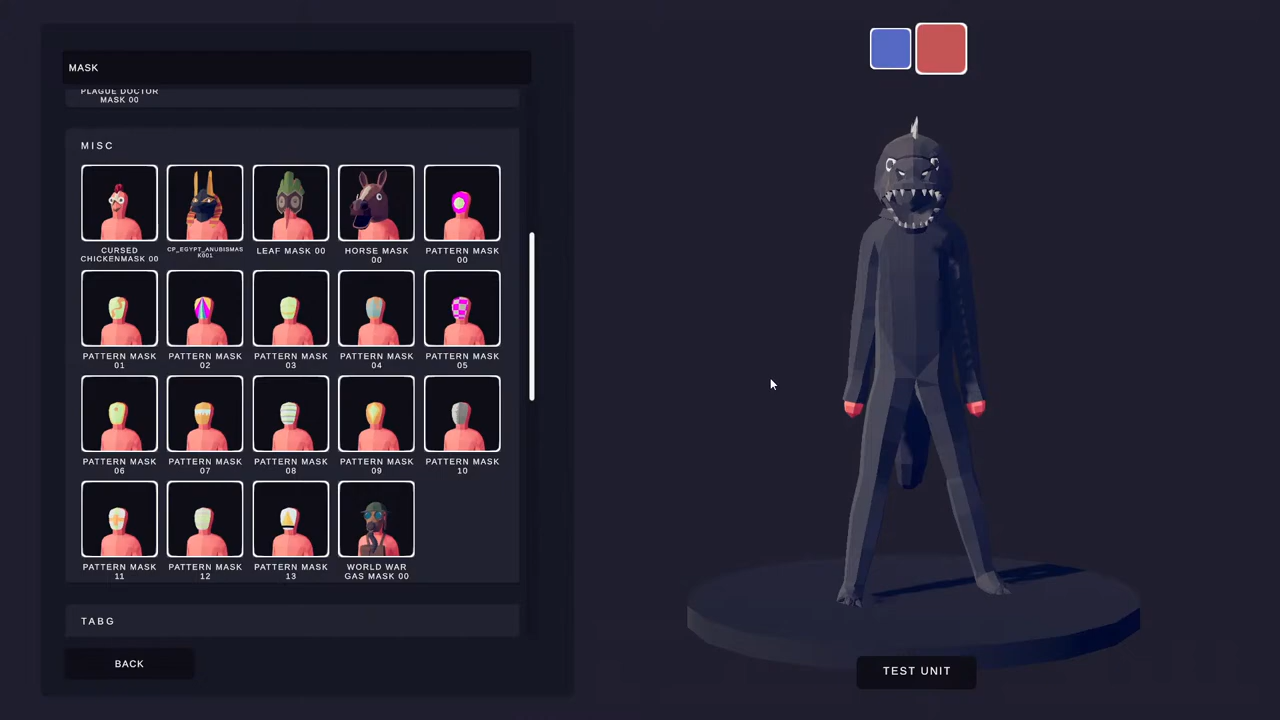 MASK
PLAGUE DOCTOR
MASK 00
MISC
CURSED
CHICKENMASK 00
CP_EGYPT_ANUBISMAS
K001
LEAF MASK 00
HORSE MASK
00
PATTERN MASK
00
PATTERN MASK
01
PATTERN MASK
02
PATTERN MASK
03
PATTERN MASK
04
PATTERN MASK
05
PATTERN MASK
06
PATTERN MASK
07
PATTERN MASK
08
PATTERN MASK
09
PATTERN MASK
10
PATTERN MASK
11
PATTERN MASK
12
PATTERN MASK
13
WORLD WAR
GAS MASK 00
TABG
BACK
TEST UNIT